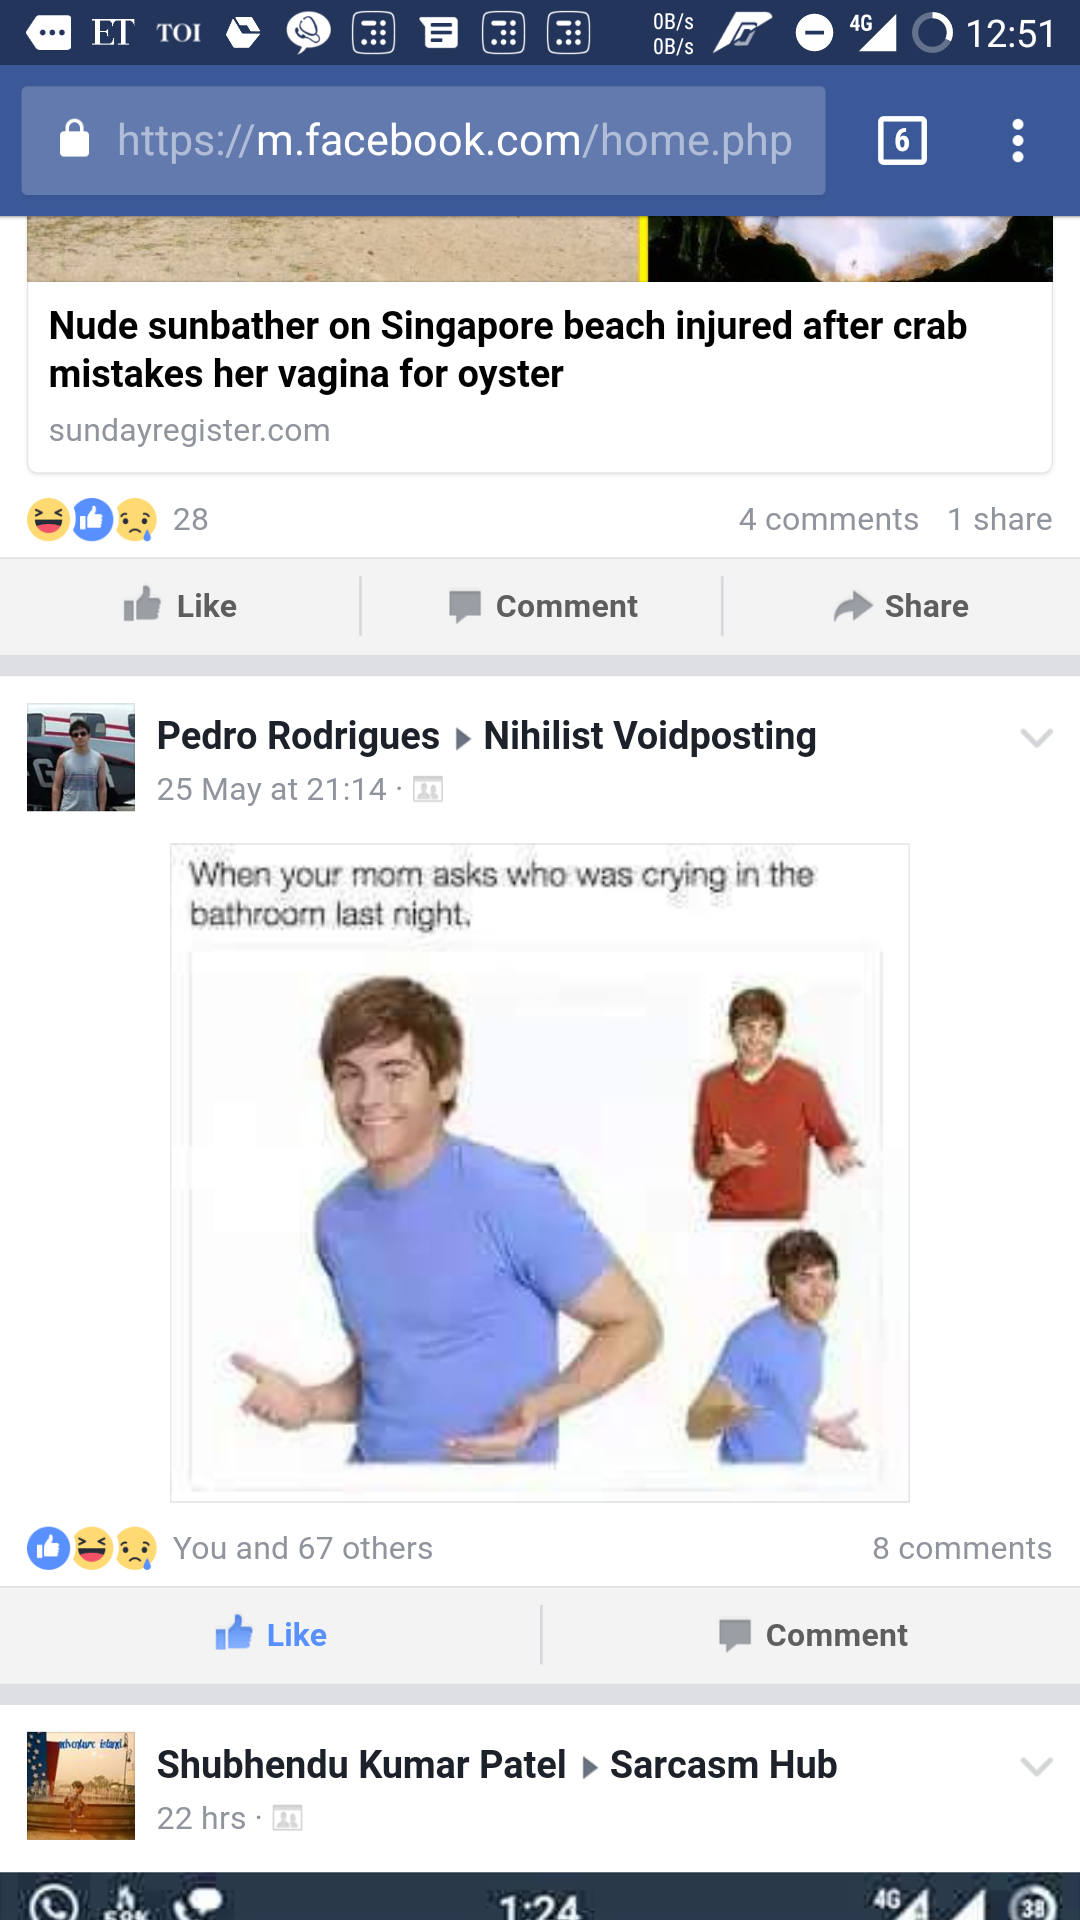 ET TOI 0B/s 4G 12:51
0B/s
https://m.facebook.com/home.php 6
Nude sunbather on Singapore beach injured after crab
mistakes her vagina for oyster
sundayregister.com
28 4 comments 1 share
Like Comment Share
Pedro Rodrigues Nihilist Voidposting
25 May at 21:14 ·
When your mom asks who was crying in the
bathroom last night.
You and 67 others 8 comments
Like Comment
adventure island
Shubhendu Kumar Patel Sarcasm Hub
22 hrs ·
1:24 4G 38